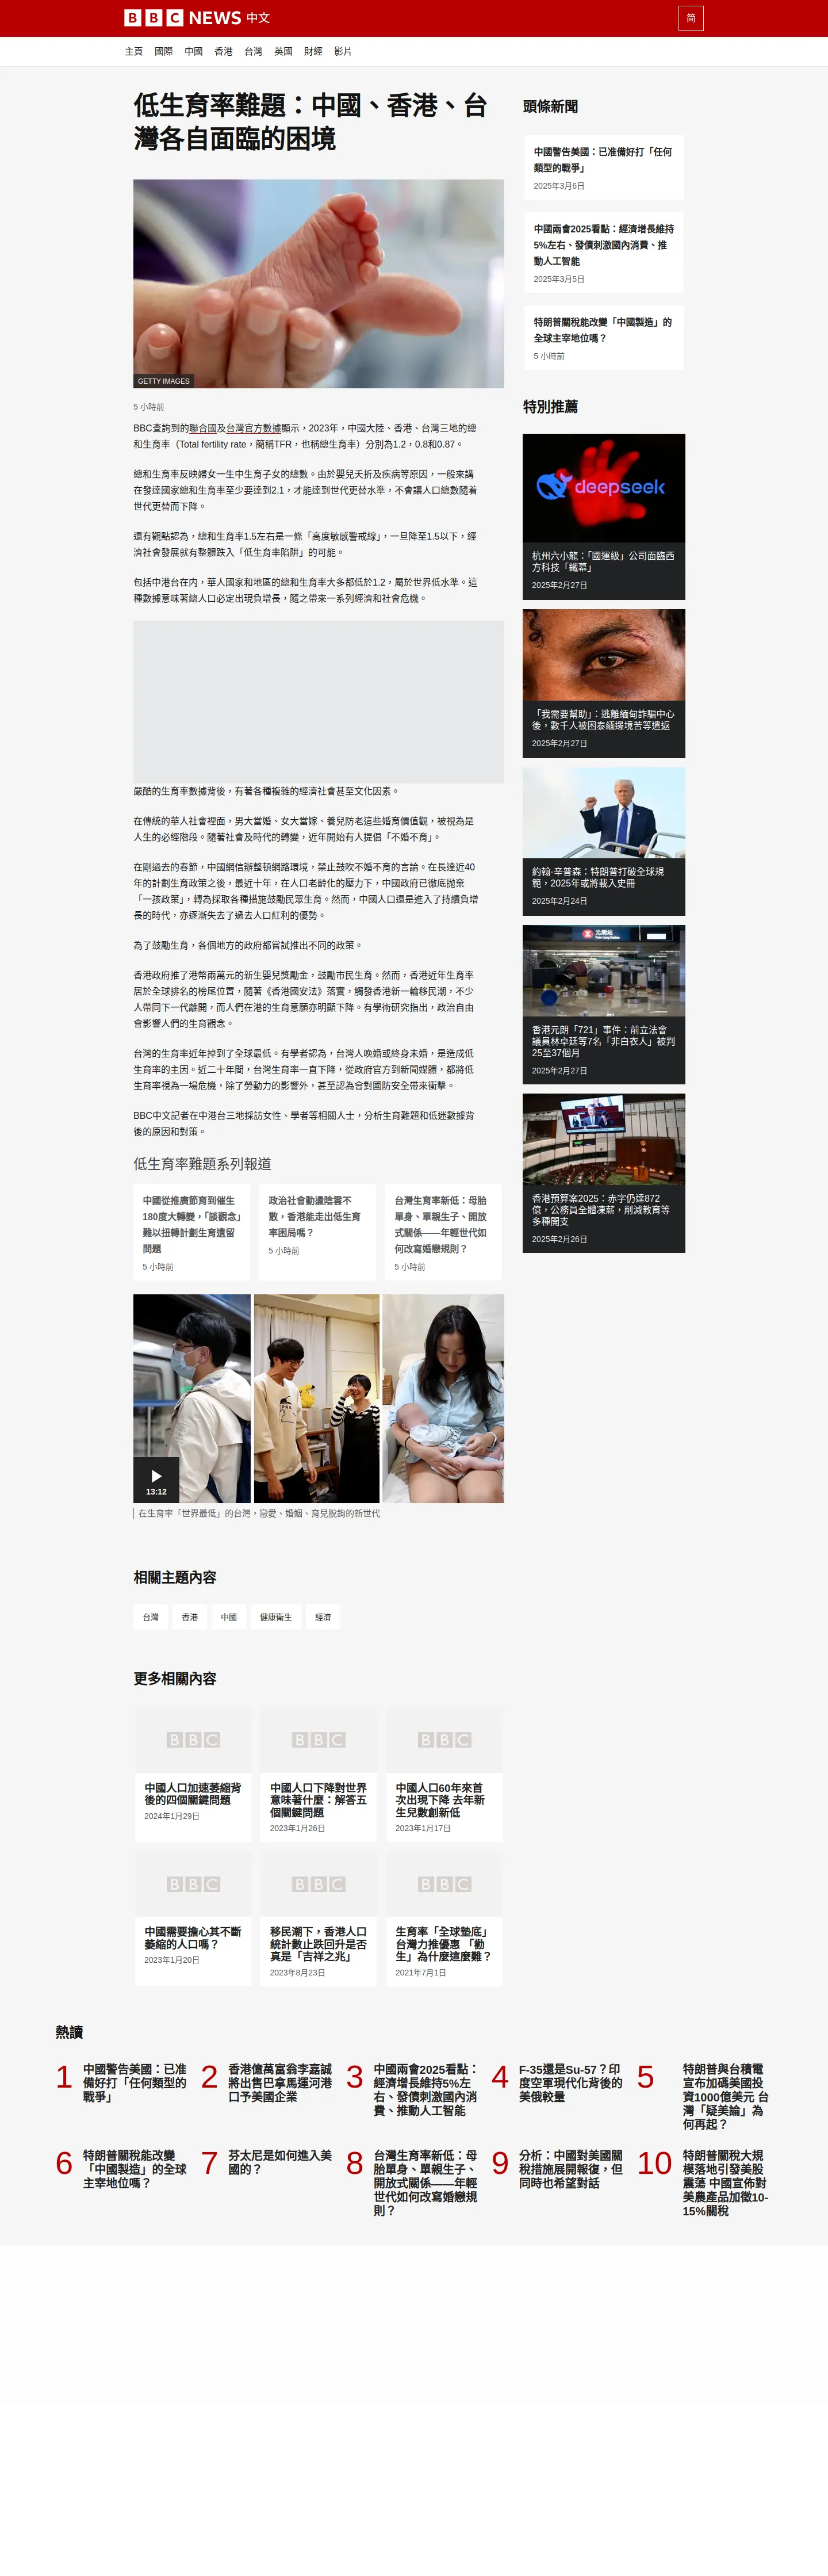 BBC NEWS 中文
简
主頁 國際 中國 香港 台灣 英國 財經 影片
低生育率難題：中國、香港、台
灣各自面臨的困境
GETTY IMAGES
5 小時前
BBC查詢到的聯合國及台灣官方數據顯示，2023年，中國大陸、香港、台灣三地的總
和生育率（Total fertility rate，簡稱TFR，也稱總生育率）分別為1.2，0.8和0.87。
總和生育率反映婦女一生中生育子女的總數。由於嬰兒夭折及疾病等原因，一般來講
在發達國家總和生育率至少要達到2.1，才能達到世代更替水準，不會讓人口總數隨着
世代更替而下降。
還有觀點認為，總和生育率1.5左右是一條「高度敏感警戒線」，一旦降至1.5以下，經
濟社會發展就有整體跌入「低生育率陷阱」的可能。
包括中港台在內，華人國家和地區的總和生育率大多都低於1.2，屬於世界低水準。這
種數據意味著總人口必定出現負增長，隨之帶來一系列經濟和社會危機。
嚴酷的生育率數據背後，有著各種複雜的經濟社會甚至文化因素。
在傳統的華人社會裡面，男大當婚、女大當嫁、養兒防老這些婚育價值觀，被視為是
人生的必經階段。隨著社會及時代的轉變，近年開始有人提倡「不婚不育」。
在剛過去的春節，中國網信辦整頓網路環境，禁止鼓吹不婚不育的言論。在長達近40
年的計劃生育政策之後，最近十年，在人口老齡化的壓力下，中國政府已徹底拋棄
「一孩政策」，轉為採取各種措施鼓勵民眾生育。然而，中國人口還是進入了持續負增
長的時代，亦逐漸失去了過去人口紅利的優勢。
為了鼓勵生育，各個地方的政府都嘗試推出不同的政策。
香港政府推了港幣兩萬元的新生嬰兒獎勵金，鼓勵市民生育。然而，香港近年生育率
居於全球排名的榜尾位置，隨著《香港國安法》落實，觸發香港新一輪移民潮，不少
人帶同下一代離開，而人們在港的生育意願亦明顯下降。有學術研究指出，政治自由
會影響人們的生育觀念。
台灣的生育率近年掉到了全球最低。有學者認為，台灣人晚婚或終身未婚，是造成低
生育率的主因。近二十年間，台灣生育率一直下降，從政府官方到新聞媒體，都將低
生育率視為一場危機，除了勞動力的影響外，甚至認為會對國防安全帶來衝擊。
BBC中文記者在中港台三地採訪女性、學者等相關人士，分析生育難題和低迷數據背
後的原因和對策。
低生育率難題系列報道
中國從推廣節育到催生
180度大轉變，「談觀念」
難以扭轉計劃生育遺留
問題
5 小時前
政治社會動盪陰雲不
散，香港能走出低生育
率困局嗎？
5 小時前
台灣生育率新低：母胎
單身、單親生子、開放
式關係——年輕世代如
何改寫婚戀規則？
5 小時前
13:12
在生育率「世界最低」的台灣，戀愛、婚姻、育兒脫鉤的新世代
相關主題內容
台灣 香港 中國 健康衛生 經濟
更多相關內容
BBC BBC BBC
中國人口加速萎縮背
後的四個關鍵問題
2024年1月29日
中國人口下降對世界
意味著什麼：解答五
個關鍵問題
2023年1月26日
中國人口60年來首
次出現下降 去年新
生兒數創新低
2023年1月17日
BBC BBC BBC
中國需要擔心其不斷
萎縮的人口嗎？
2023年1月20日
移民潮下，香港人口
統計數止跌回升是否
真是「吉祥之兆」
2023年8月23日
生育率「全球墊底」
台灣力推優惠 「勸
生」為什麼這麼難？
2021年7月1日
頭條新聞
中國警告美國：已准備好打「任何
類型的戰爭」
2025年3月6日
中國兩會2025看點：經濟增長維持
5%左右、發債刺激國內消費、推
動人工智能
2025年3月5日
特朗普關稅能改變「中國製造」的
全球主宰地位嗎？
5 小時前
特別推薦
deepseek
杭州六小龍：「國運級」公司面臨西
方科技「鐵幕」
2025年2月27日
「我需要幫助」：逃離緬甸詐騙中心
後，數千人被困泰緬邊境苦等遣返
2025年2月27日
約翰·辛普森：特朗普打破全球規
範，2025年或將載入史冊
2025年2月24日
元朗站
香港元朗「721」事件：前立法會
議員林卓廷等7名「非白衣人」被判
25至37個月
2025年2月27日
香港預算案2025：赤字仍達872
億，公務員全體凍薪，削減教育等
多種開支
2025年2月26日
熱讀
1
中國警告美國：已准
備好打「任何類型的
戰爭」
2
香港億萬富翁李嘉誠
將出售巴拿馬運河港
口予美國企業
3
中國兩會2025看點：
經濟增長維持5%左
右、發債刺激國內消
費、推動人工智能
4
F-35還是Su-57？印
度空軍現代化背後的
美俄較量
5
特朗普與台積電
宣布加碼美國投
資1000億美元 台
灣「疑美論」為
何再起？
6
特朗普關稅能改變
「中國製造」的全球
主宰地位嗎？
7
芬太尼是如何進入美
國的？
8
台灣生育率新低：母
胎單身、單親生子、
開放式關係——年輕
世代如何改寫婚戀規
則？
9
分析：中國對美國關
稅措施展開報復，但
同時也希望對話
10
特朗普關稅大規
模落地引發美股
震蕩 中國宣佈對
美農產品加徵10-
15%關稅